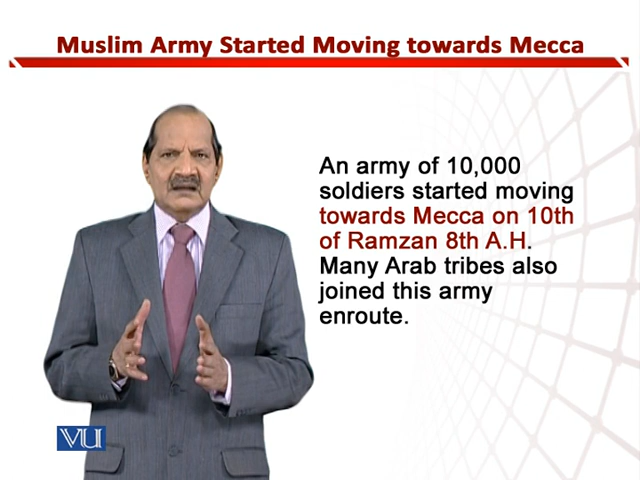 Muslim Army Started Moving towards Mecca
An army of 10,000
soldiers started moving
towards Mecca on 10th
of Ramzan 8th A.H.
Many Arab tribes also
joined this army
enroute.
VU